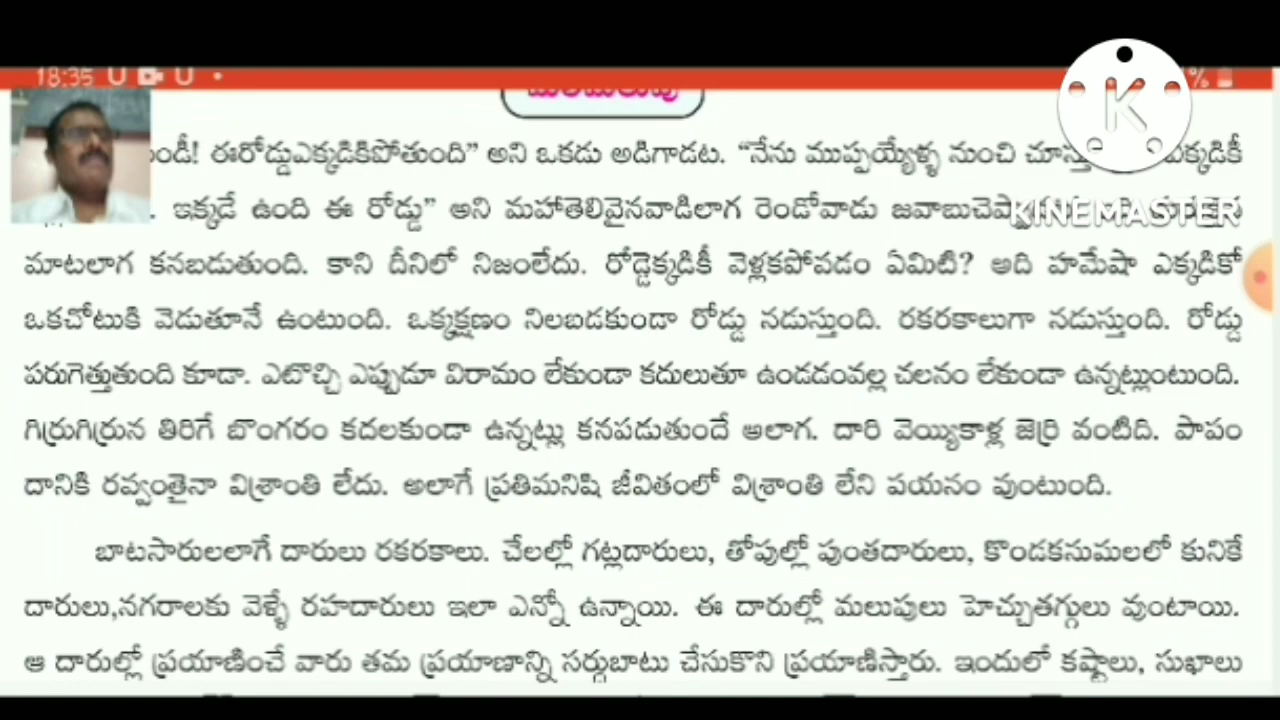 18:35
KINEMASTER
ండీ! ఈరోడ్డుఎక్కడికిపోతుంది” అని ఒకడు అడిగాడట. “నేను ముప్పయ్యేళ్ళ నుంచి
ఇక్కడే ఉంది ఈ రోడ్డు” అని మహాతెలివైనవాడిలాగ రెండోవాడు
మాటలాగ కనబడుతుంది. కాని దీనిలో నిజంలేదు. రోడ్డెక్కడికీ వెళ్లకపోవడం ఏమిటి? అది హమేషా ఎక్కడికో
ఒకచోటుకి వెడుతూనే ఉంటుంది. ఒక్కక్షణం నిలబడకుండా రోడ్డు నడుస్తుంది. రకరకాలుగా నడుస్తుంది. రోడ్డు
పరుగెత్తుతుంది కూడా. ఎటొచ్చి ఎప్పుడూ విరామం లేకుండా కదులుతూ ఉండడంవల్ల చలనం లేకుండా ఉన్నట్లుంటుంది.
గిర్రుగిర్రున తిరిగే బొంగరం కదలకుండా ఉన్నట్లు కనపడుతుందే అలాగ. దారి వెయ్యికాళ్ల జెర్రి వంటిది. పాపం
దానికి రవ్వంతైనా విశ్రాంతి లేదు. అలాగే ప్రతిమనిషి జీవితంలో విశ్రాంతి లేని పయనం వుంటుంది.
బాటసారులలాగే దారులు రకరకాలు. చేలల్లో గట్లదారులు, తోపుల్లో పుంతదారులు, కొండకనుమలలో కునికే
దారులు,నగరాలకు వెళ్ళే రహదారులు ఇలా ఎన్నో ఉన్నాయి. ఈ దారుల్లో మలుపులు హెచ్చుతగ్గులు వుంటాయి.
ఆ దారుల్లో ప్రయాణించే వారు తమ ప్రయాణాన్ని సర్దుబాటు చేసుకొని ప్రయాణిస్తారు. ఇందులో కష్టాలు, సుఖాలు